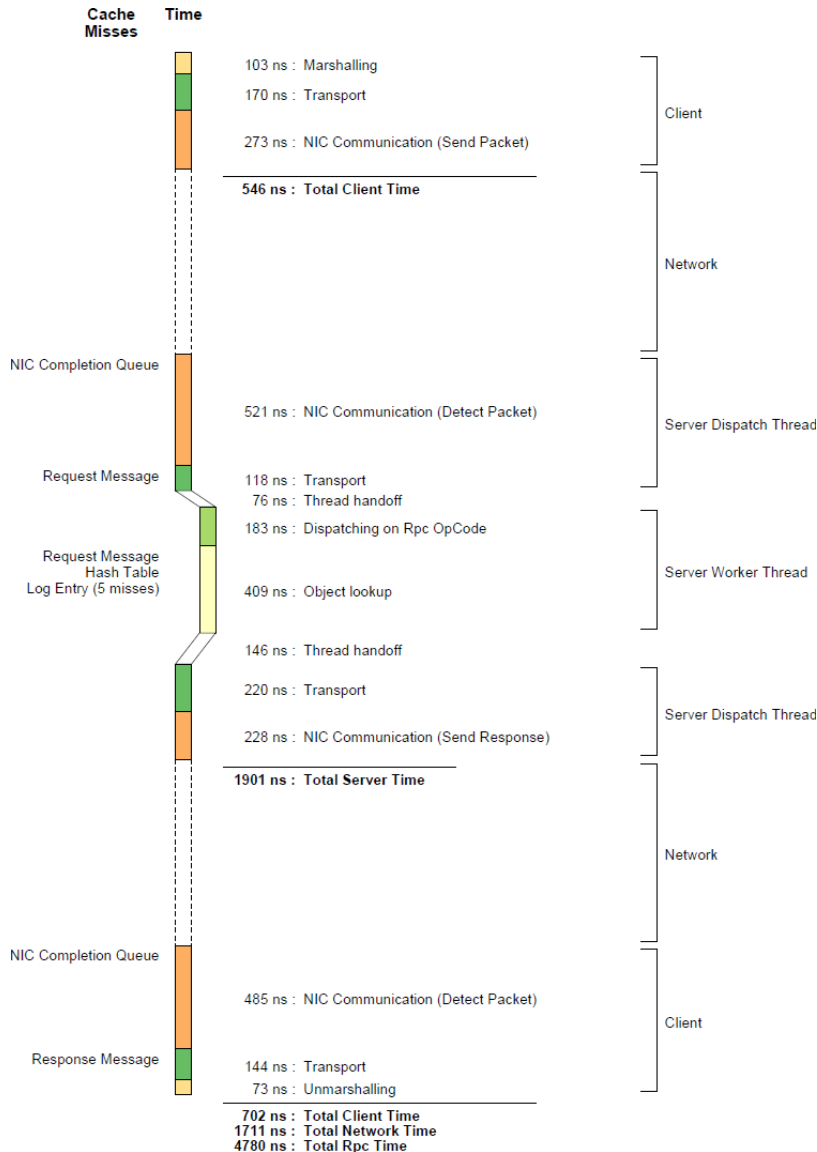 Cache Misses
Time
103 ns : Marshalling
170 ns : Transport
Client
273 ns : NIC Communication (Send Packet)
546 ns : Total Client Time
Network
NIC Completion Queue
521 ns : NIC Communication (Detect Packet)
Server Dispatch Thread
Request Message
118 ns : Transport
76 ns : Thread handoff
183 ns : Dispatching on Rpc OpCode
Request Message
Hash Table
Log Entry (5 misses)
409 ns : Object lookup
Server Worker Thread
146 ns : Thread handoff
220 ns : Transport
Server Dispatch Thread
228 ns : NIC Communication (Send Response)
1901 ns : Total Server Time
Network
NIC Completion Queue
485 ns : NIC Communication (Detect Packet)
Client
Response Message
144 ns : Transport
73 ns : Unmarshalling
702 ns : Total Client Time
1711 ns : Total Network Time
4780 ns : Total Rpc Time